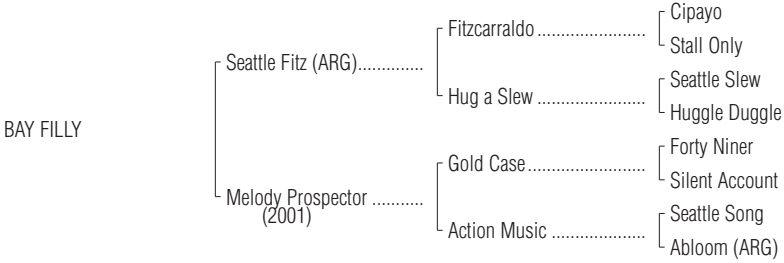 Cipayo
Fitzcarraldo ........................
Stall Only
Seattle Fitz (ARG)..............
Seattle Slew
Hug a Slew ........................
Huggle Duggle
BAY FILLY
Forty Niner
Gold Case..........................
Silent Account
Melody Prospector ...........
(2001)
Seattle Song
Action Music .....................
Abloom (ARG)